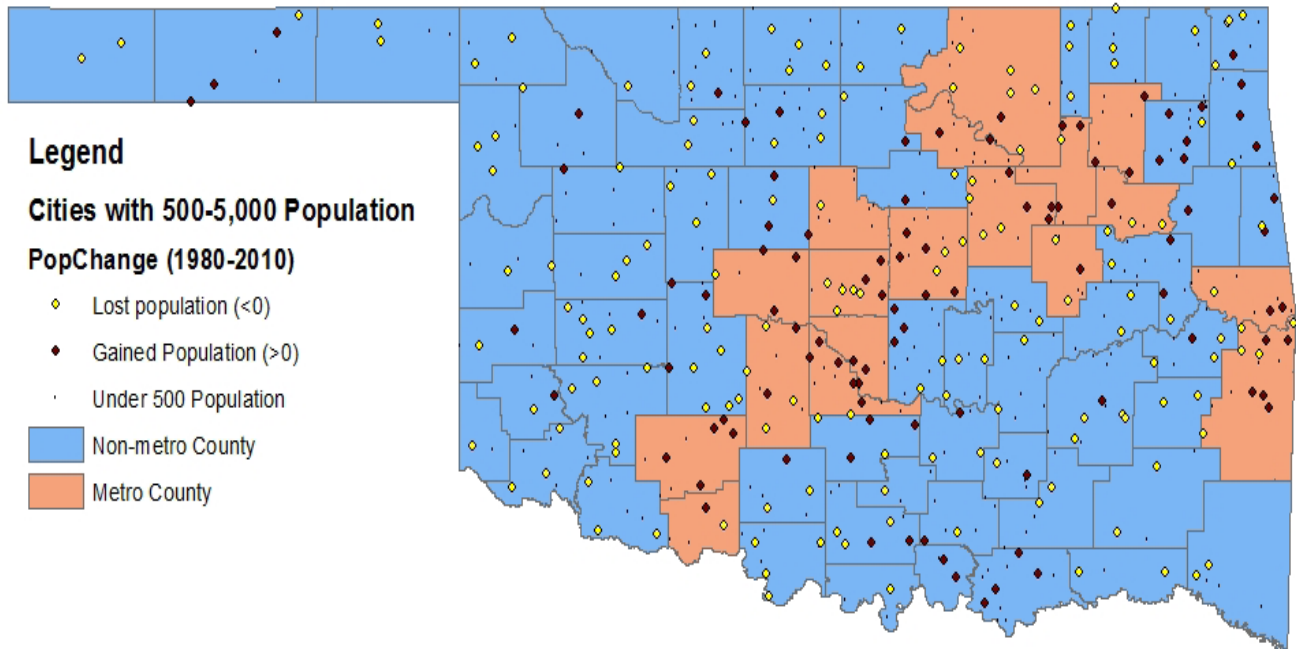 Legend
Cities with 500-5,000 Population
PopChange (1980-2010)
Lost population (<0)
Gained Population (>0)
Under 500 Population
Non-metro County
Metro County